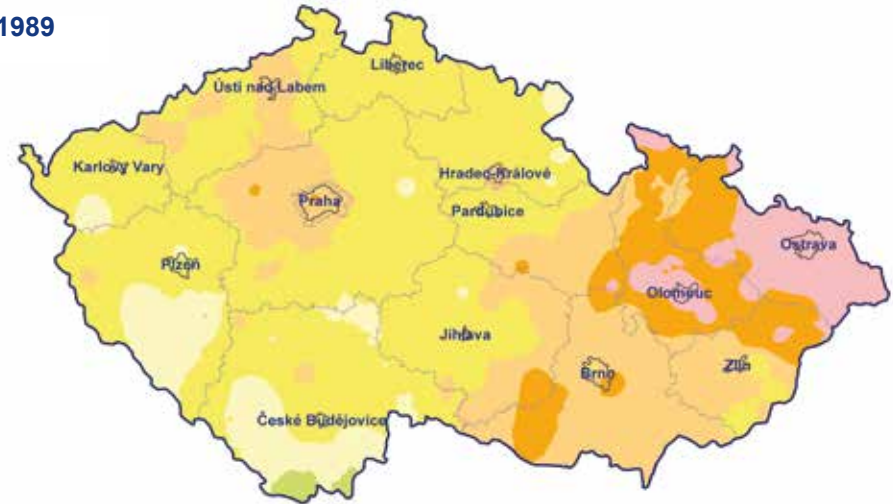 1989
Liberec
Ústí nad Labem
Karlovy Vary
Hradec Králové
Praha
Pardubice
Ostrava
Plzeň
Olomouc
Jihlava
Zlín
Brno
České Budějovice